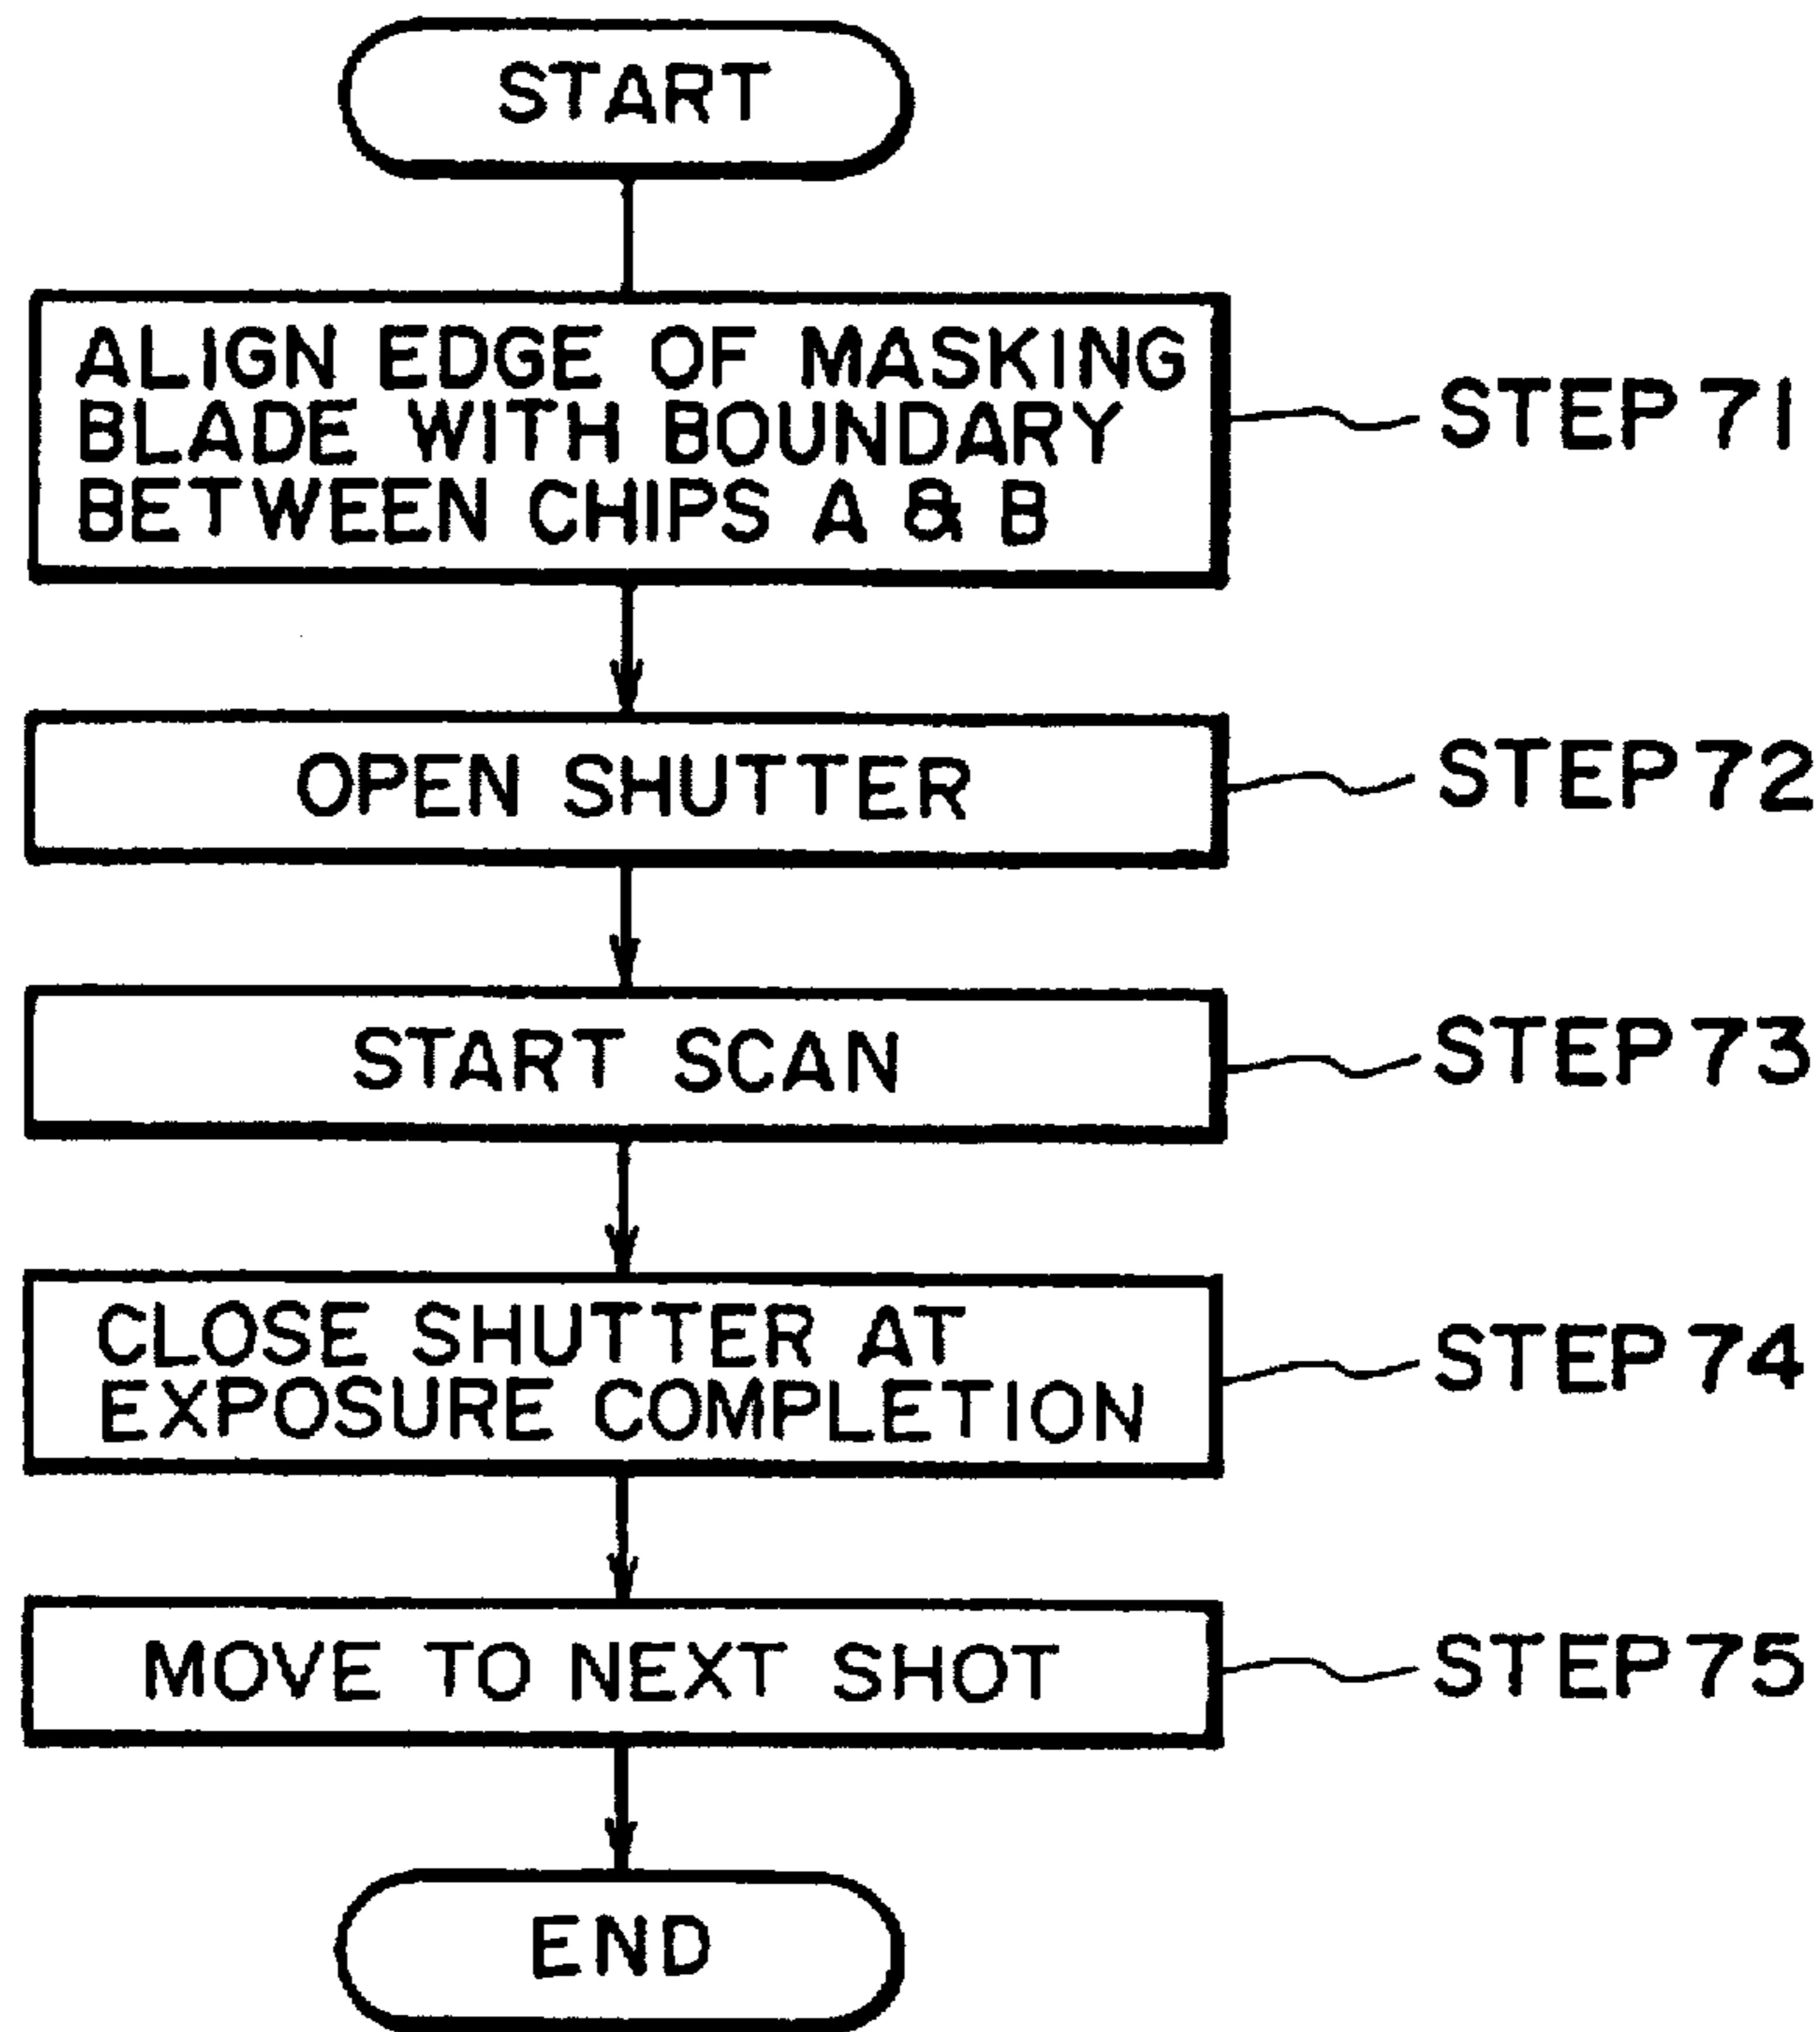 START
ALIGN EDGE OF MASKING
BLADE WITH BOUNDARY
BETWEEN CHIPS A & B
STEP 71
OPEN SHUTTER
STEP 72
START SCAN
STEP 73
CLOSE SHUTTER AT
EXPOSURE COMPLETION
STEP 74
MOVE TO NEXT SHOT
STEP 75
END